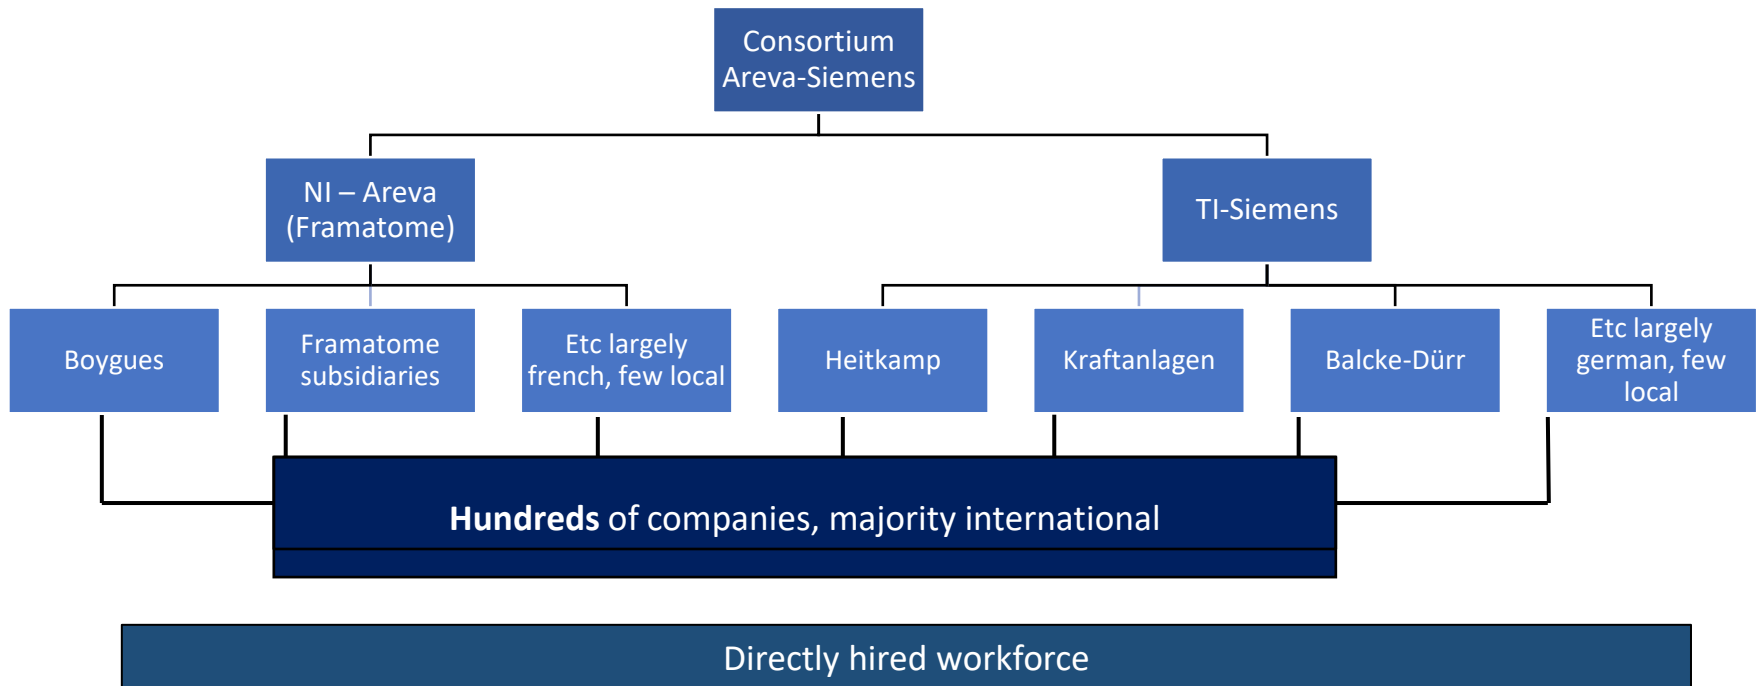 Consortium
Areva-Siemens
NI – Areva
(Framatome)
TI-Siemens
Boygues
Framatome
subsidiaries
Etc largely
french, few local
Heitkamp
Kraftanlagen
Balcke-Dürr
Etc largely
german, few
local
Hundreds of companies, majority international
Directly hired workforce